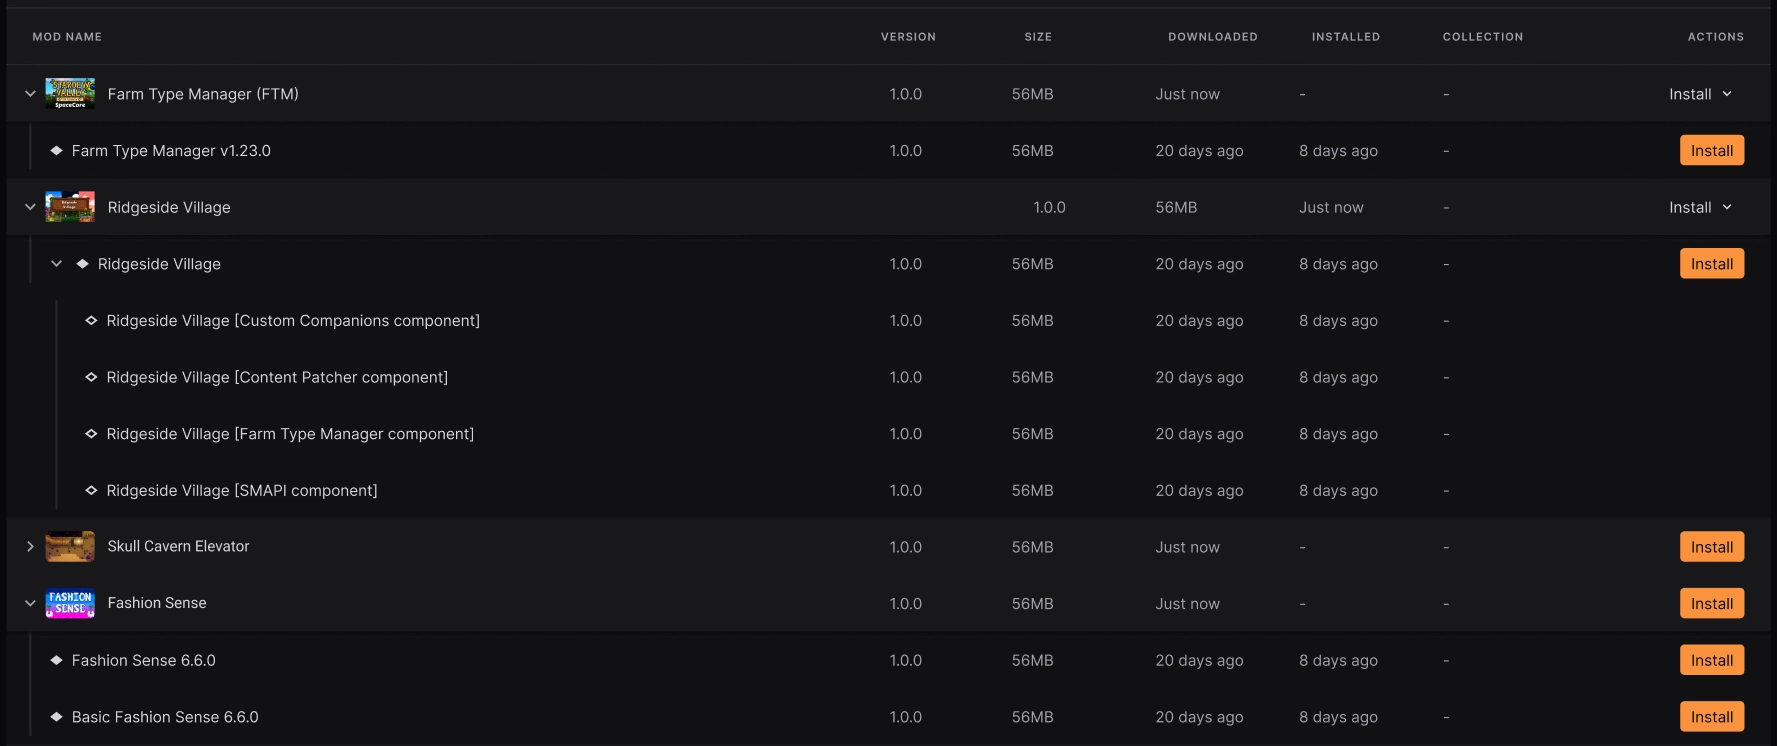 MOD NAME VERSION SIZE DOWNLOADED INSTALLED COLLECTION ACTIONS
STARDEW VALLEY SpaceCore Farm Type Manager (FTM) 1.0.0 56MB Just now - - Install
Farm Type Manager v1.23.0 1.0.0 56MB 20 days ago 8 days ago - Install
Ridgeside Village Ridgeside Village 1.0.0 56MB Just now - Install
Ridgeside Village 1.0.0 56MB 20 days ago 8 days ago - Install
Ridgeside Village [Custom Companions component] 1.0.0 56MB 20 days ago 8 days ago -
Ridgeside Village [Content Patcher component] 1.0.0 56MB 20 days ago 8 days ago -
Ridgeside Village [Farm Type Manager component] 1.0.0 56MB 20 days ago 8 days ago -
Ridgeside Village [SMAPI component] 1.0.0 56MB 20 days ago 8 days ago -
Skull Cavern Elevator 1.0.0 56MB Just now - - Install
FASHION SENSE Fashion Sense 1.0.0 56MB Just now - - Install
Fashion Sense 6.6.0 1.0.0 56MB 20 days ago 8 days ago - Install
Basic Fashion Sense 6.6.0 1.0.0 56MB 20 days ago 8 days ago - Install